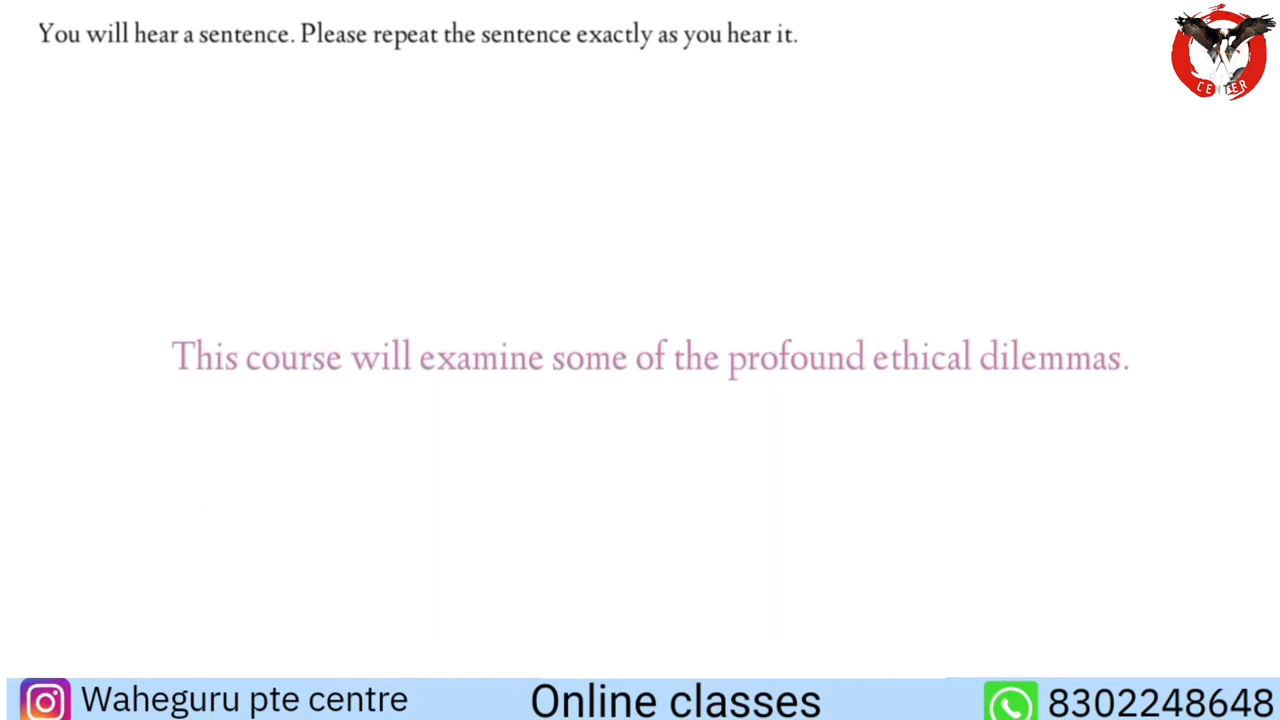 You will hear a sentence. Please repeat the sentence exactly as you hear it.
CENTER
This course will examine some of the profound ethical dilemmas.
Waheguru pte centre
Online classes
8302248648